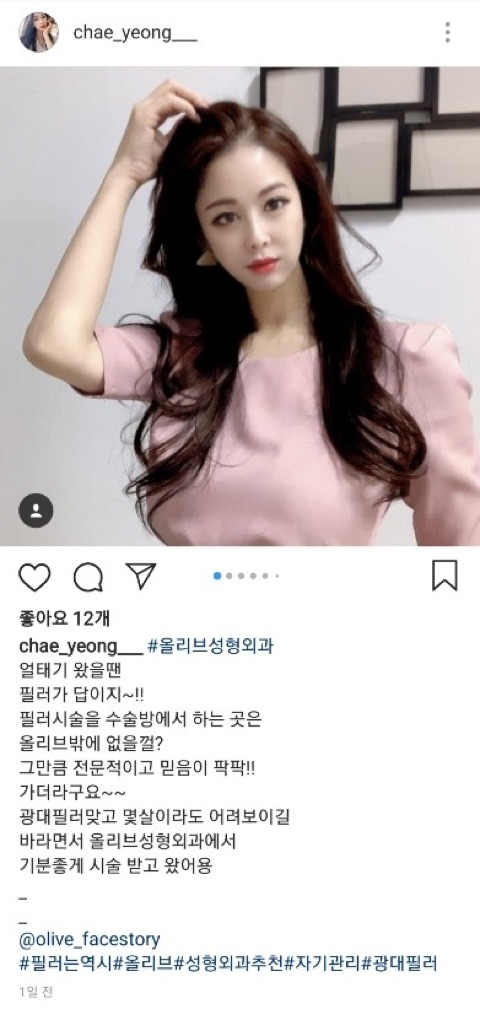 chae_yeong___
좋아요 12개
chae_yeong___ #올리브성형외과
얼태기 왔을땐
필러가 답이지~!!
필러시술을 수술방에서 하는 곳은
올리브밖에 없을껄?
그만큼 전문적이고 믿음이 팍팍!!
가더라구요~~
광대필러맞고 몇살이라도 어려보이길
바라면서 올리브성형외과에서
기분좋게 시술 받고 왔어용
_
_
@olive_facestory
#필러는역시#올리브#성형외과추천#자기관리#광대필러
1일 전